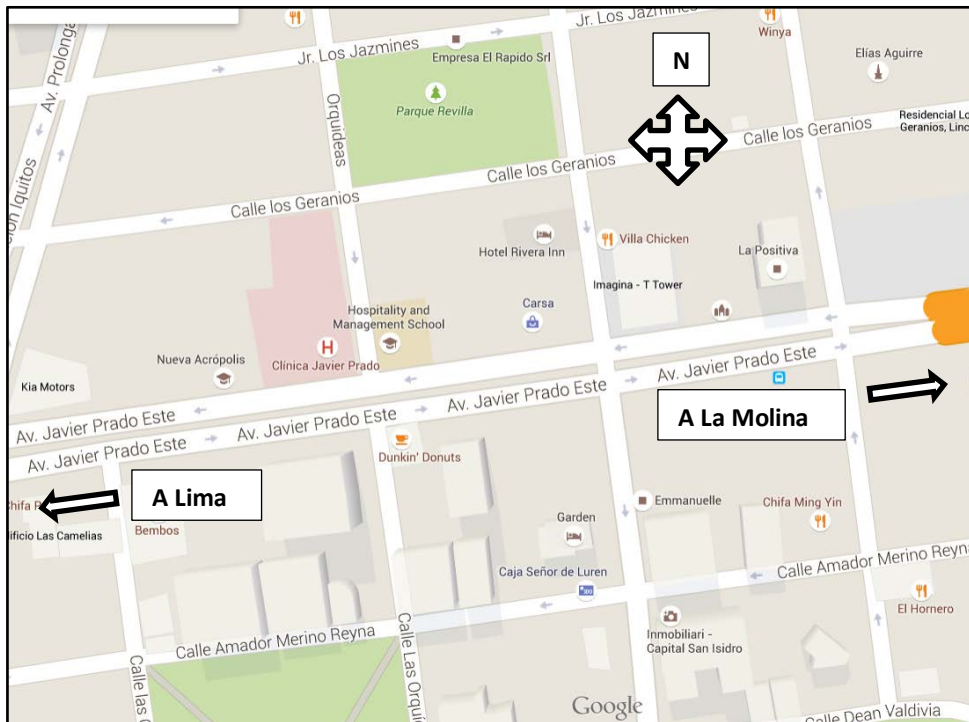 Av. Prolonga
ción Iquitos
Jr. Los Jazmines
Jr. Los Jazmines
Winya
Empresa El Rapido Srl
N
Elías Aguirre
Parque Revilla
Orquideas
Residencial Lo
Geranios, Linc
Calle los Geranios
Calle los Geranios
Calle los Geranios
Hotel Rivera Inn
Villa Chicken
La Positiva
Imagina - T Tower
Carsa
Hospitality and
Management School
Nueva Acrópolis
Clínica Javier Prado
Kia Motors
Av. Javier Prado Este
Av. Javier Prado Este
Av. Javier Prado Este
Av. Javier Prado Este
Av. Javier Prado Este
A La Molina
Dunkin' Donuts
A Lima
Chifa
Bembos
ificio Las Camelias
Emmanuelle
Chifa Ming Yin
Garden
Caja Señor de Luren
Calle Amador Merino Reyna
El Hornero
Calle Amador Merino Reyna
Inmobiliari -
Capital San Isidro
Calle Las Orquíd
Calle las
Google
Calle Dean Valdivia